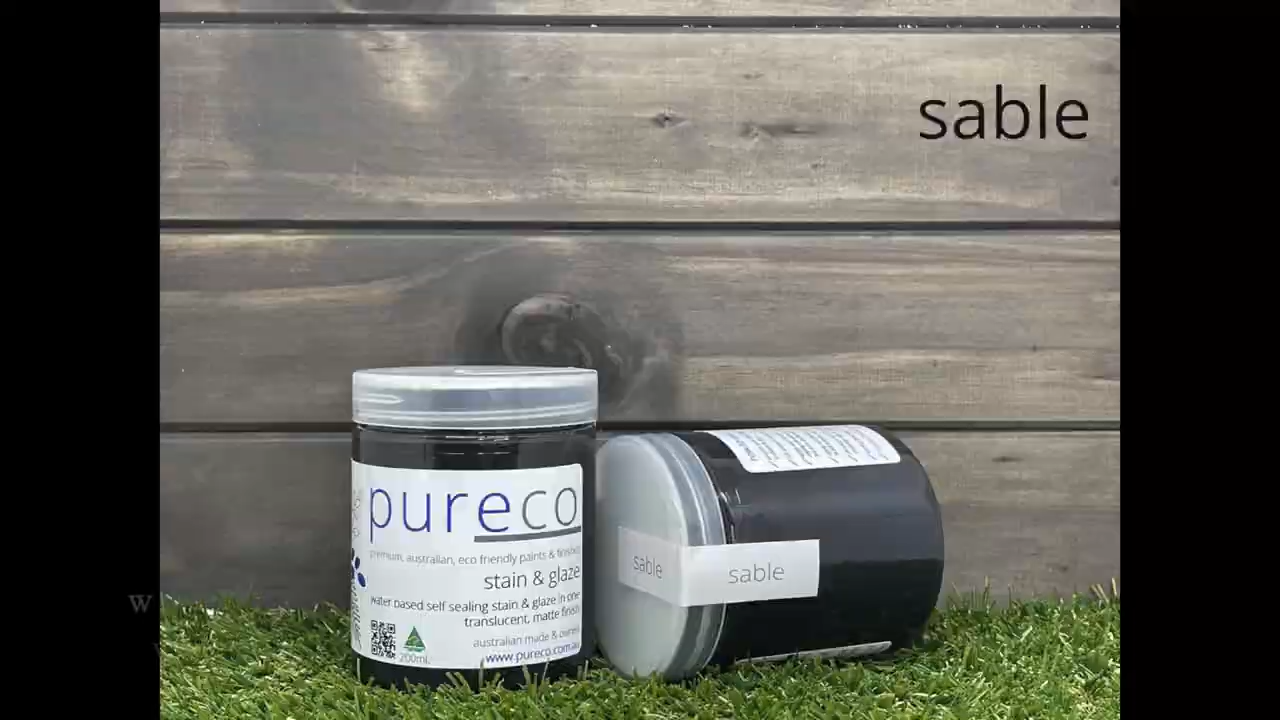 sable
pureco
premium, australian, eco friendly paints & finishes
stain & glaze
water based self sealing stain & glaze in one
translucent, matte finish
australian made & owned
200ml
www.pureco.com.au
sable
sable
W